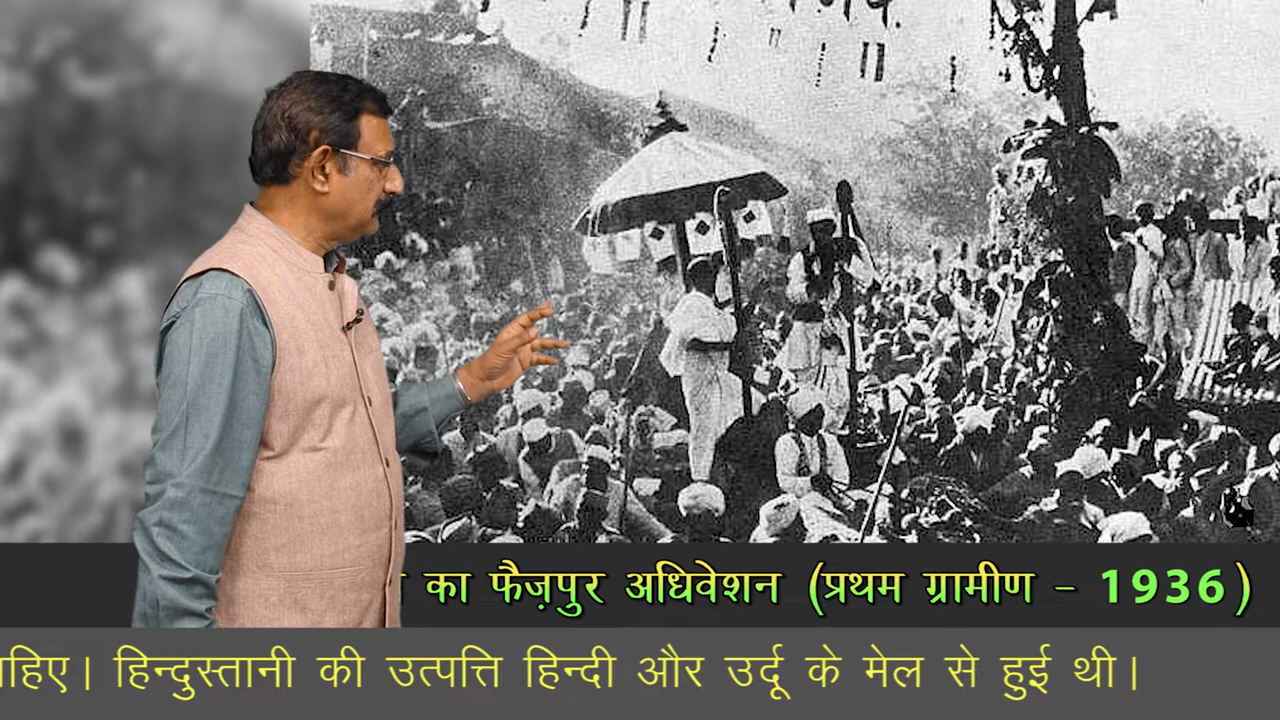 का फैज़पुर अधिवेशन (प्रथम ग्रामीण – 1936)
हिन्दुस्तानी की उत्पत्ति हिन्दी और उर्दू के मेल से हुई थी।